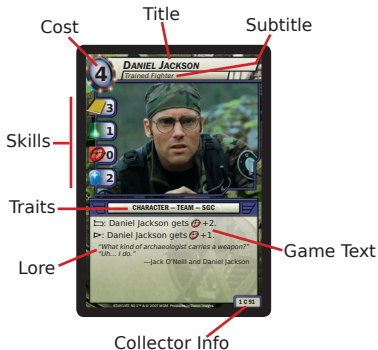 Title
Cost
Subtitle
DANIEL JACKSON
Trained Fighter
4
3
1
0
2
Skills
Traits
CHARACTER – TEAM – SGC
: Daniel Jackson gets +2.
: Daniel Jackson gets +1.
Game Text
"What kind of archaeologist carries a weapon?"
"Uh... I do."
—Jack O'Neill and Daniel Jackson
Lore
1 C 91
Collector Info